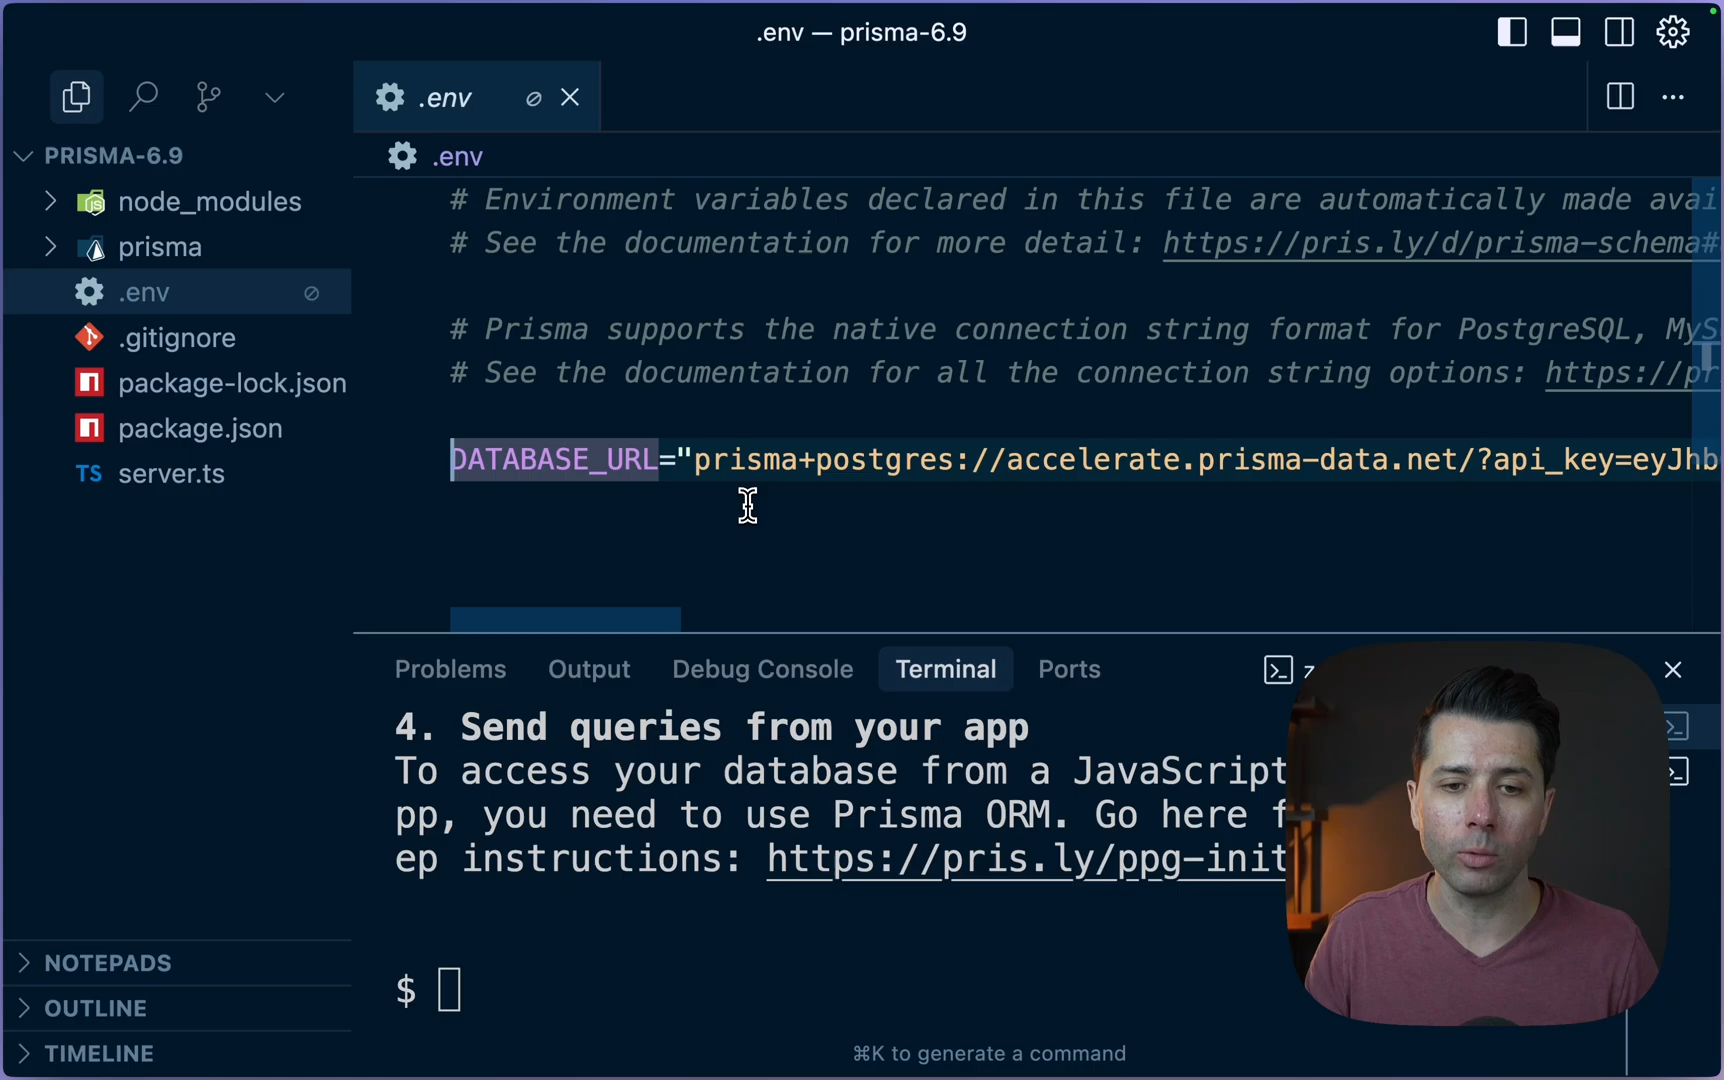 .env — prisma-6.9
.env
PRISMA-6.9
node_modules
prisma
.env
.gitignore
package-lock.json
package.json
TS server.ts
NOTEPADS
OUTLINE
TIMELINE
.env
# Environment variables declared in this file are automatically made avai
# See the documentation for more detail: https://pris.ly/d/prisma-schema#
# Prisma supports the native connection string format for PostgreSQL, MyS
# See the documentation for all the connection string options: https://pr
DATABASE_URL="prisma+postgres://accelerate.prisma-data.net/?api_key=eyJhb
Problems Output Debug Console Terminal Ports z
4. Send queries from your app
To access your database from a JavaScript
pp, you need to use Prisma ORM. Go here f
ep instructions: https://pris.ly/ppg-init
$
⌘K to generate a command